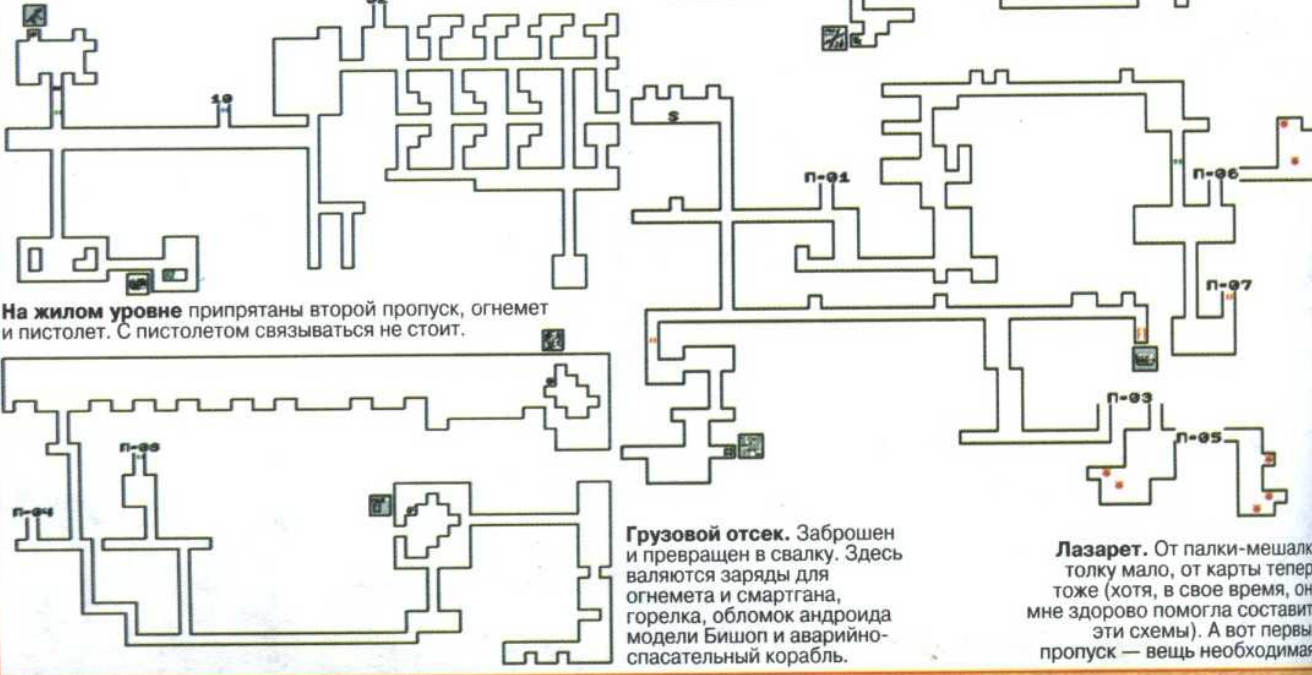 10
S
П-01
П-06
П-07
На жилом уровне припрятаны второй пропуск, огнемет
и пистолет. С пистолетом связываться не стоит.
П-03
П-05
П-04
Грузовой отсек. Заброшен
и превращен в свалку. Здесь
валяются заряды для
огнемета и смартгана,
горелка, обломок андроида
модели Бишоп и аварийно-
спасательный корабль.
Лазарет. От палки-мешалк
толку мало, от карты тепер
тоже (хотя, в свое время, он
мне здорово помогла составит
эти схемы). А вот первы
пропуск — вещь необходимая